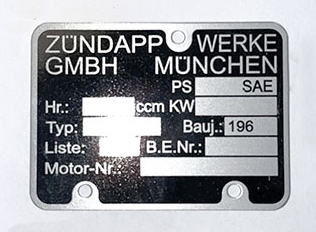 ZÜNDAPP WERKE
GMBH MÜNCHEN
PS SAE
Hr.: ccm KW
Typ: Bauj.: 196
Liste: B.E.Nr.:
Motor-Nr.: